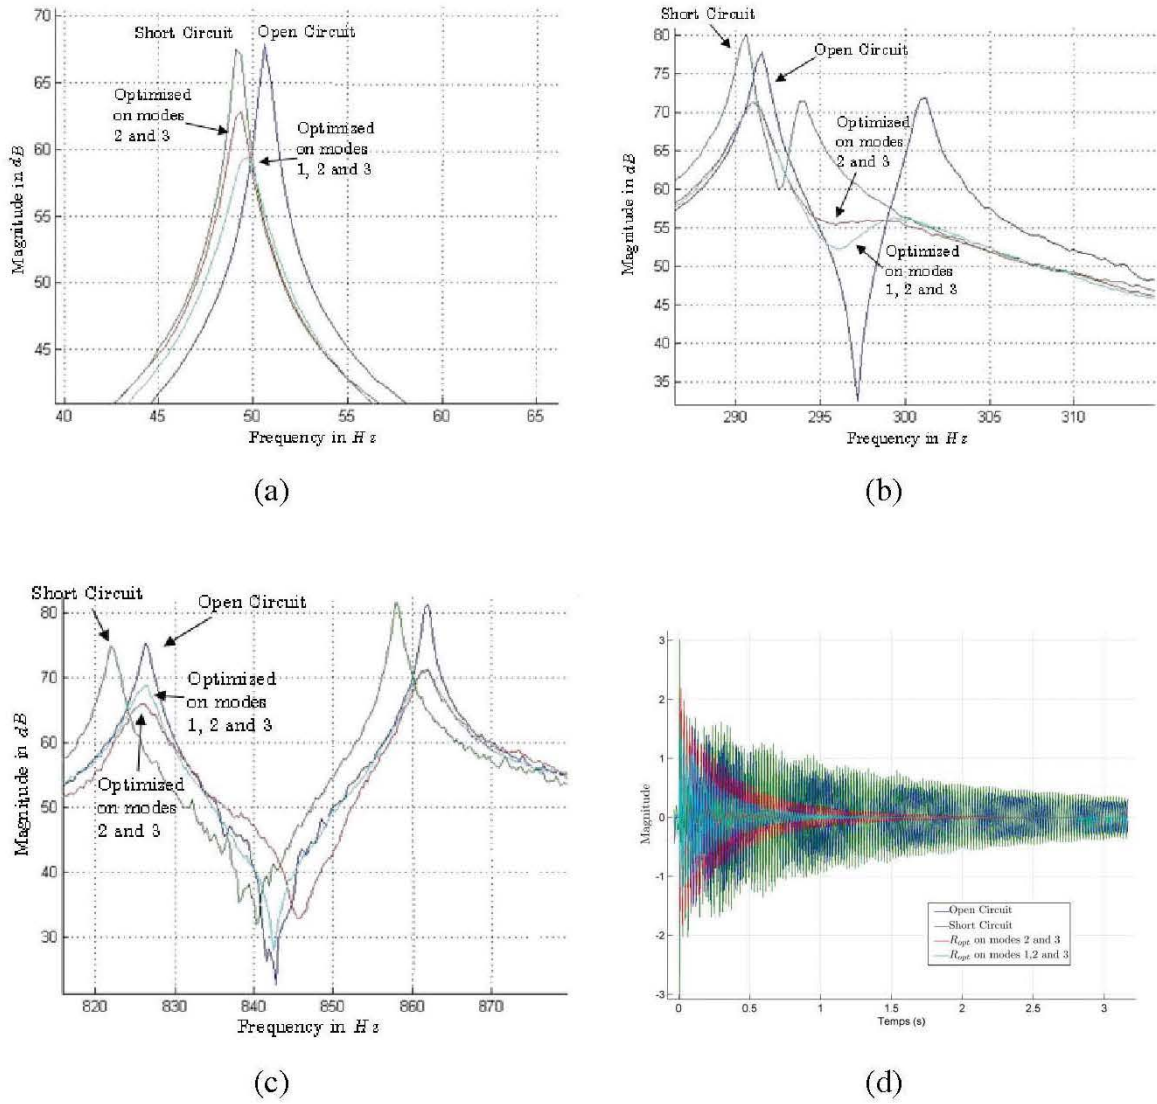 70
65
60
55
50
45
40
45
50
55
60
65
Magnitude in dB
Frequency in Hz
Short Circuit
Open Circuit
Optimized
on modes
2 and 3
Optimized
on modes
1, 2 and 3
(a)
80
75
70
65
60
55
50
45
40
35
290
295
300
305
310
Magnitude in dB
Frequency in Hz
Short Circuit
Open Circuit
Optimized
on modes
2 and 3
Optimized
on modes
1, 2 and 3
(b)
80
70
60
50
40
30
820
830
840
850
860
870
Magnitude in dB
Frequency in Hz
Short Circuit
Open Circuit
Optimized
on modes
1, 2 and 3
Optimized
on modes
2 and 3
(c)
3
2
1
0
-1
-2
-3
0
0.5
1
1.5
2
2.5
3
Magnitude
Temps (s)
Open Circuit
Short Circuit
Ropt on modes 2 and 3
Ropt on modes 1,2 and 3
(d)